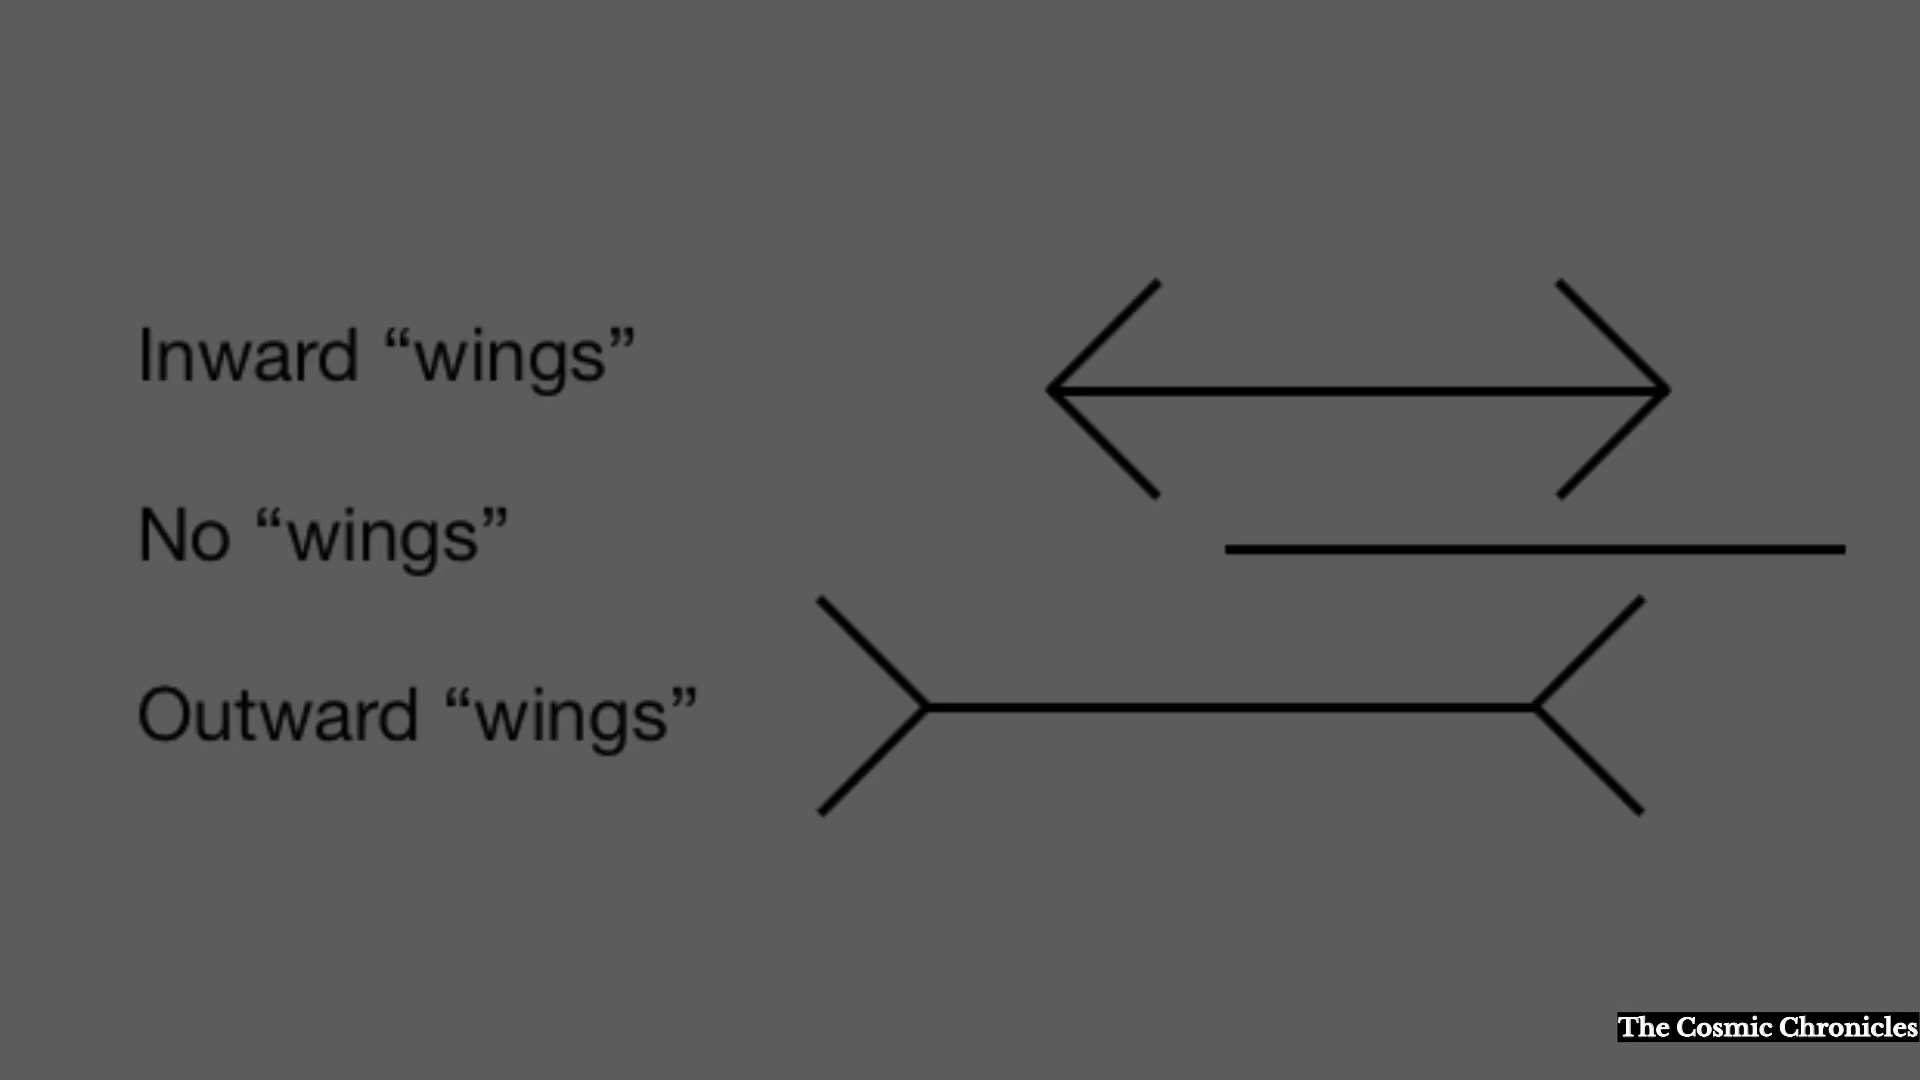 Inward “wings”
No “wings”
Outward “wings”
The Cosmic Chronicles